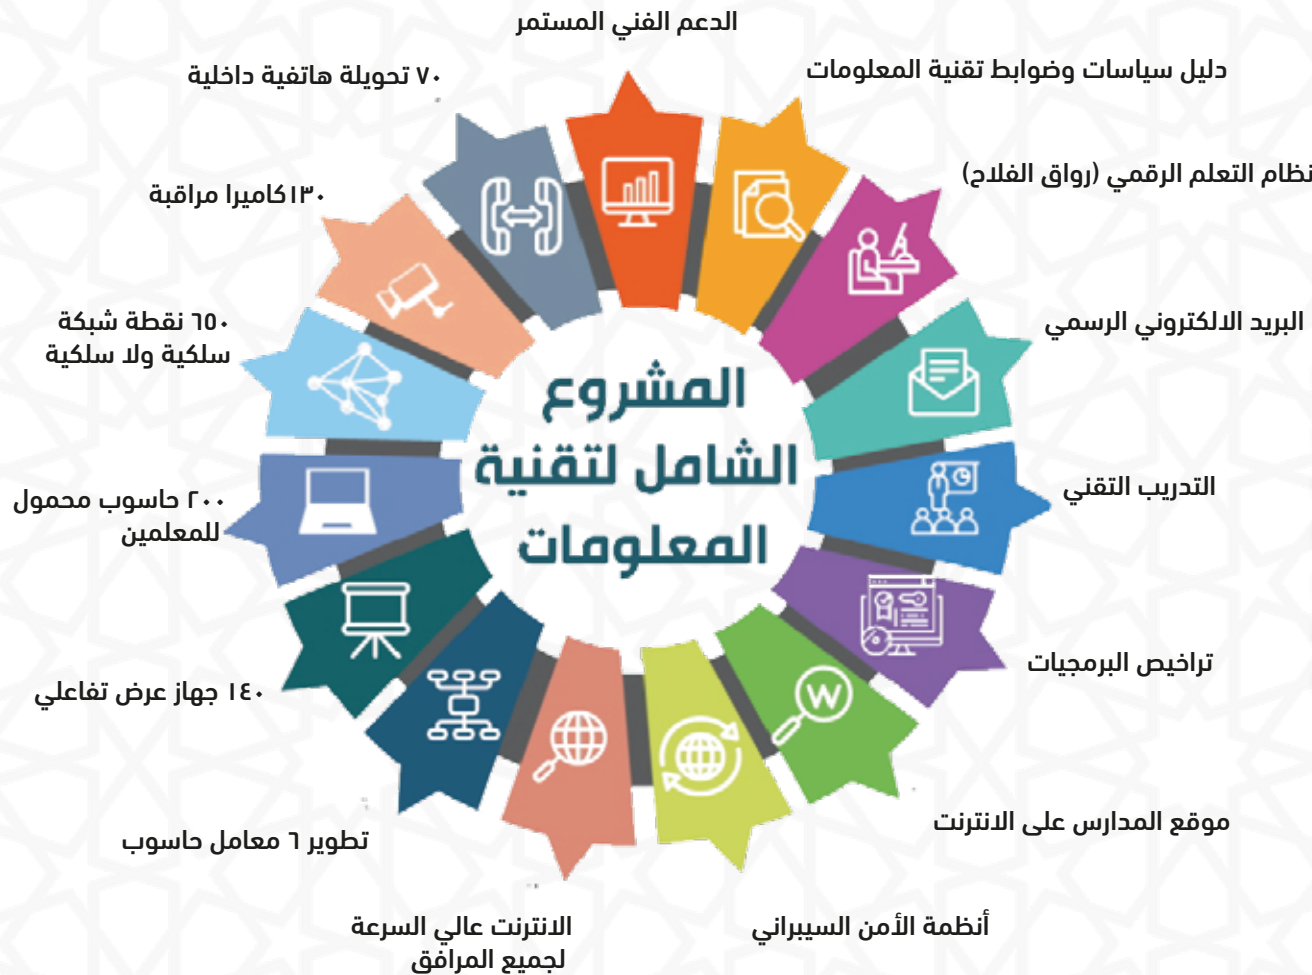 الدعم الفني المستمر
دليل سياسات وضوابط تقنية المعلومات
نظام التعلم الرقمي (رواق الفلاح)
البريد الالكتروني الرسمي
التدريب التقني
تراخيص البرمجيات
موقع المدارس على الانترنت
أنظمة الأمن السيبراني
الانترنت عالي السرعة
لجميع المرافق
تطوير ٦ معامل حاسوب
١٤٠ جهاز عرض تفاعلي
٢٠٠ حاسوب محمول
للمعلمين
٦٥٠ نقطة شبكة
سلكية ولا سلكية
١٣٠كاميرا مراقبة
٧٠ تحويلة هاتفية داخلية
المشروع
الشامل لتقنية
المعلومات
W